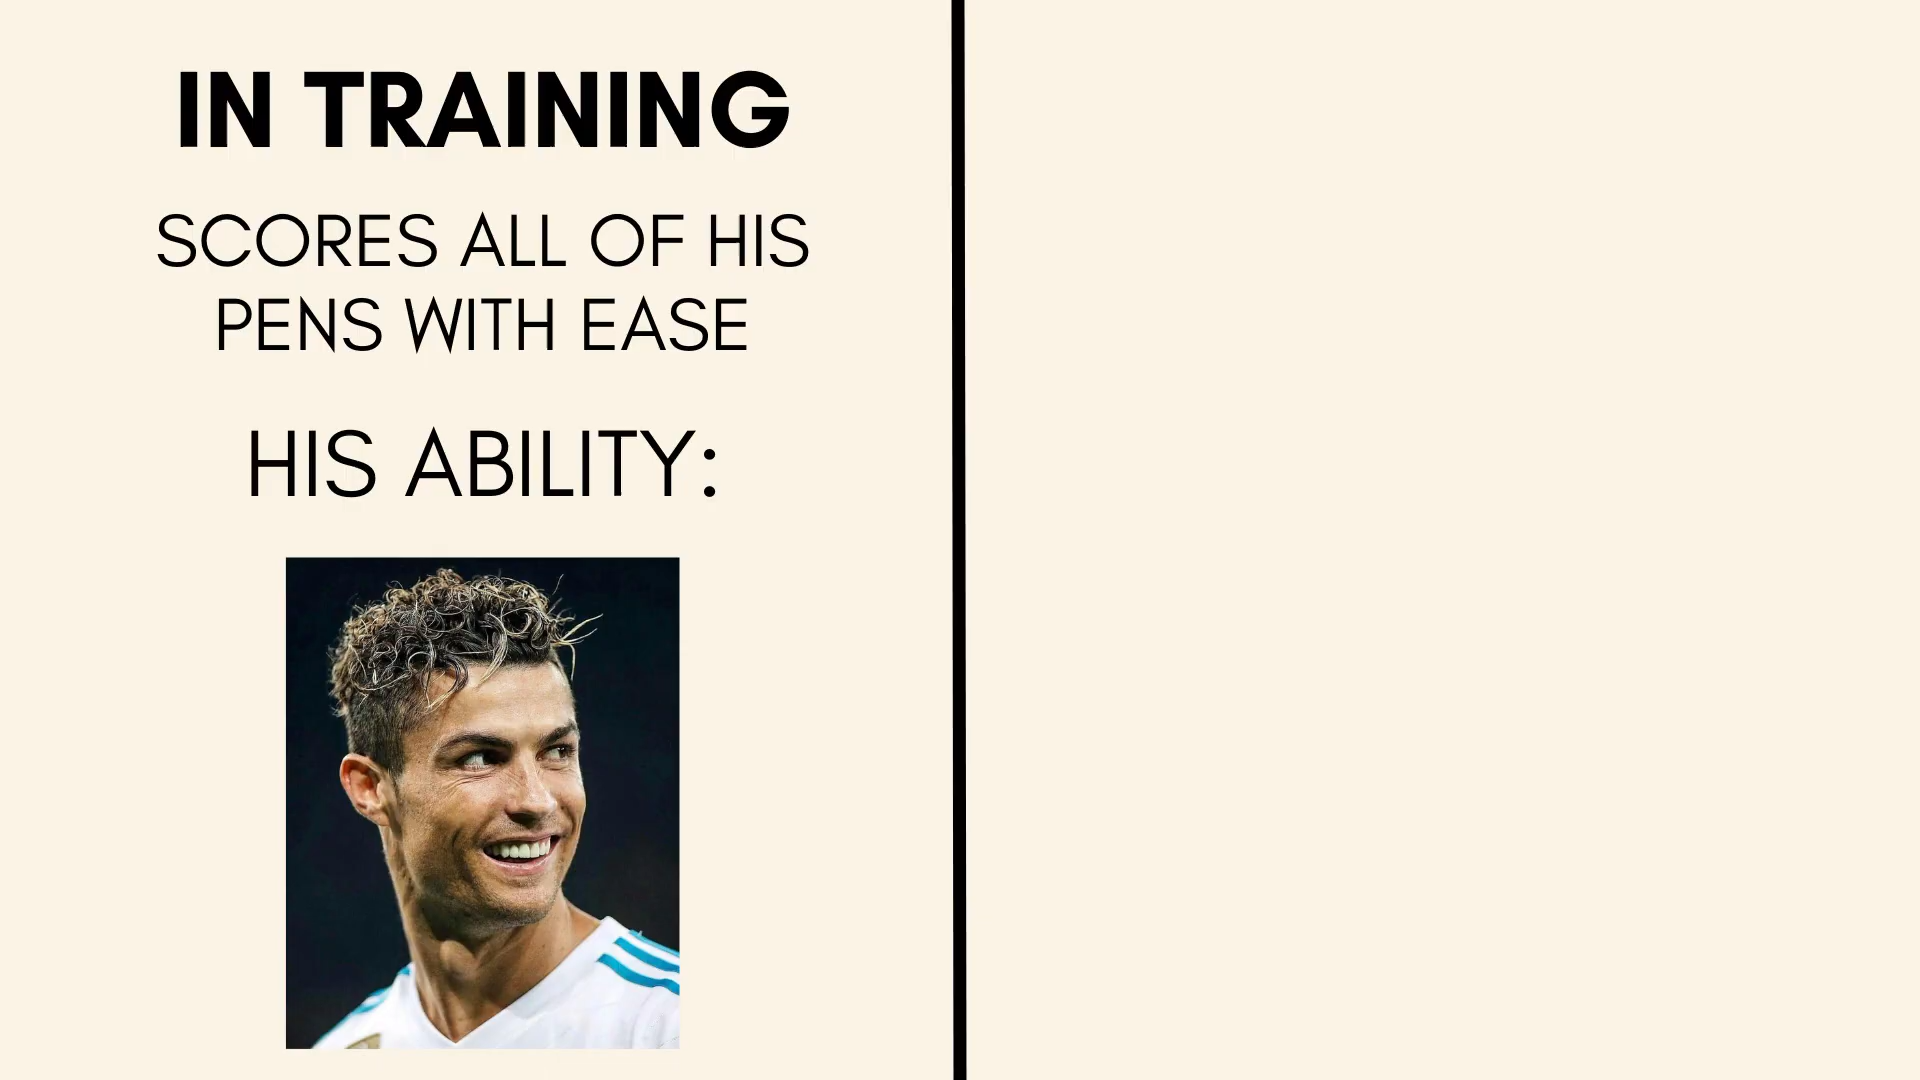 IN TRAINING
SCORES ALL OF HIS
PENS WITH EASE
HIS ABILITY: